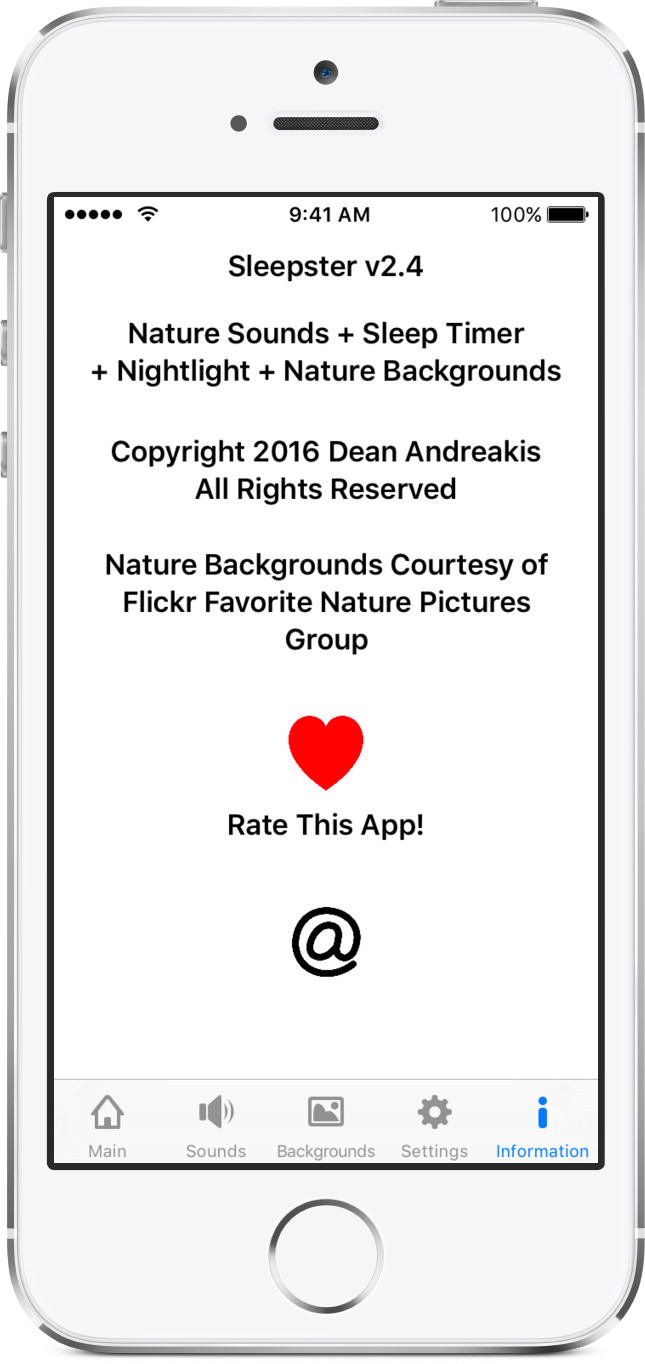 9:41 AM
100%
Sleepster v2.4
Nature Sounds + Sleep Timer
+ Nightlight + Nature Backgrounds
Copyright 2016 Dean Andreakis
All Rights Reserved
Nature Backgrounds Courtesy of
Flickr Favorite Nature Pictures
Group
Rate This App!
@
Main
Sounds
Backgrounds
Settings
Information